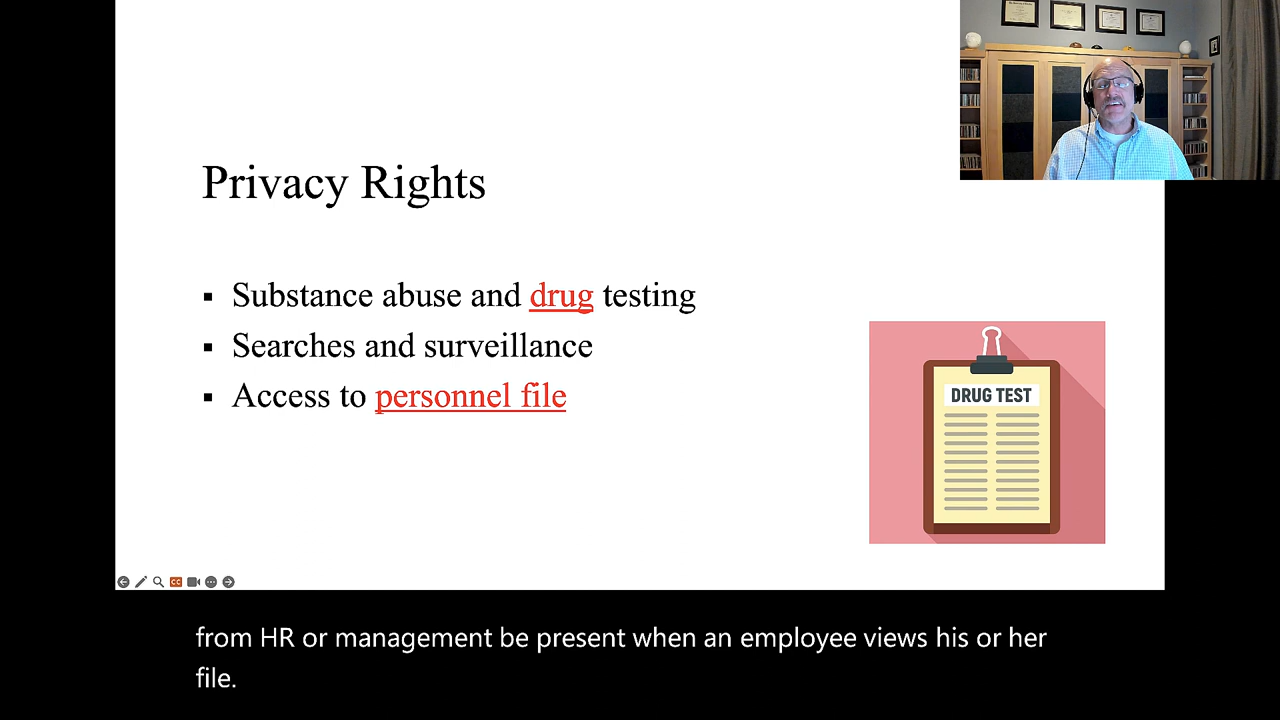 Privacy Rights
▪ Substance abuse and drug testing
▪ Searches and surveillance
▪ Access to personnel file
DRUG TEST
CC
from HR or management be present when an employee views his or her
file.